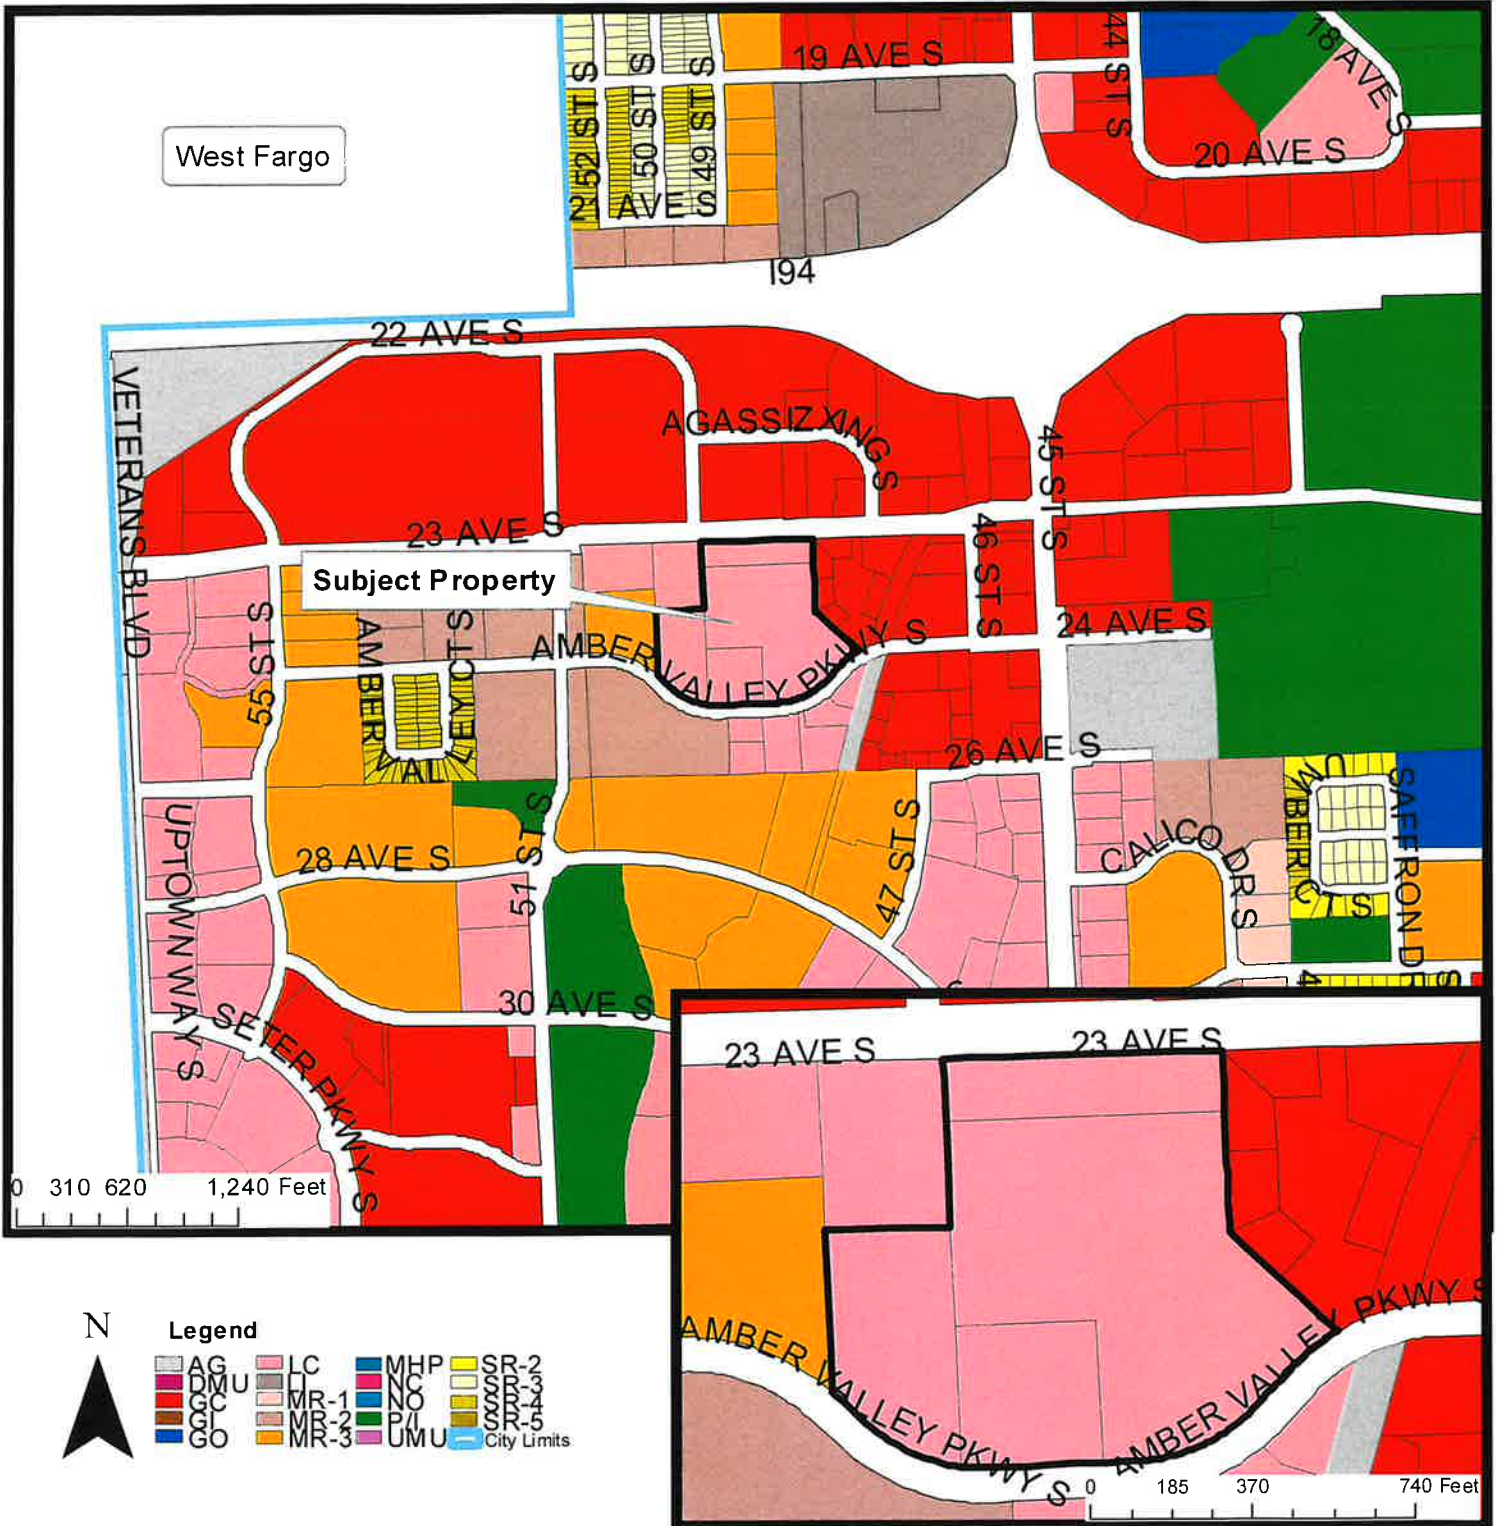 19 AVE S
44 ST S
18 AVE S
52 ST S
50 ST S
49 ST S
20 AVE S
West Fargo
21 AVE S
I94
22 AVE S
VETERANS BLVD
AGASSIZ XING S
45 ST S
23 AVE S
46 ST S
Subject Property
55 ST S
AMBER VALLEY CT S
AMBER VALLEY PKWY S
24 AVE S
26 AVE S
UPTOWN WAY S
51 ST S
47 ST S
28 AVE S
CALICO DR S
UMBER CT S
SAFFRON DR S
30 AVE S
4
S
SETER PKWY S
0 310 620 1,240 Feet
23 AVE S
23 AVE S
AMBER VALLEY PKWY S
AMBER VALLEY PKWY S
0 185 370 740 Feet
N
Legend
AG LC MHP SR-2
DMU LI NC SR-3
GC MR-1 NO SR-4
GI MR-2 P/I SR-5
GO MR-3 UMU City Limits